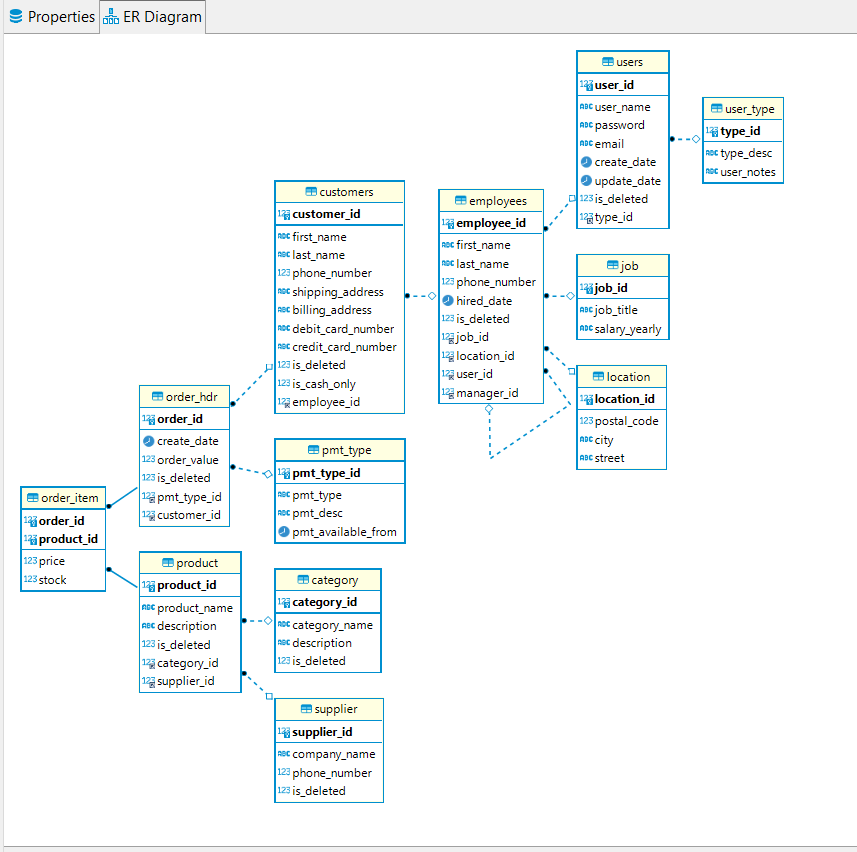 Properties
ER Diagram
users
user_id
user_name
password
email
create_date
update_date
is_deleted
type_id
user_type
type_id
type_desc
user_notes
customers
customer_id
first_name
last_name
phone_number
shipping_address
billing_address
debit_card_number
credit_card_number
is_deleted
is_cash_only
employee_id
employees
employee_id
first_name
last_name
phone_number
hired_date
is_deleted
job_id
location_id
user_id
manager_id
job
job_id
job_title
salary_yearly
location
location_id
postal_code
city
street
order_hdr
order_id
create_date
order_value
is_deleted
pmt_type_id
customer_id
pmt_type
pmt_type_id
pmt_type
pmt_desc
pmt_available_from
order_item
order_id
product_id
price
stock
product
product_id
product_name
description
is_deleted
category_id
supplier_id
category
category_id
category_name
description
is_deleted
supplier
supplier_id
company_name
phone_number
is_deleted